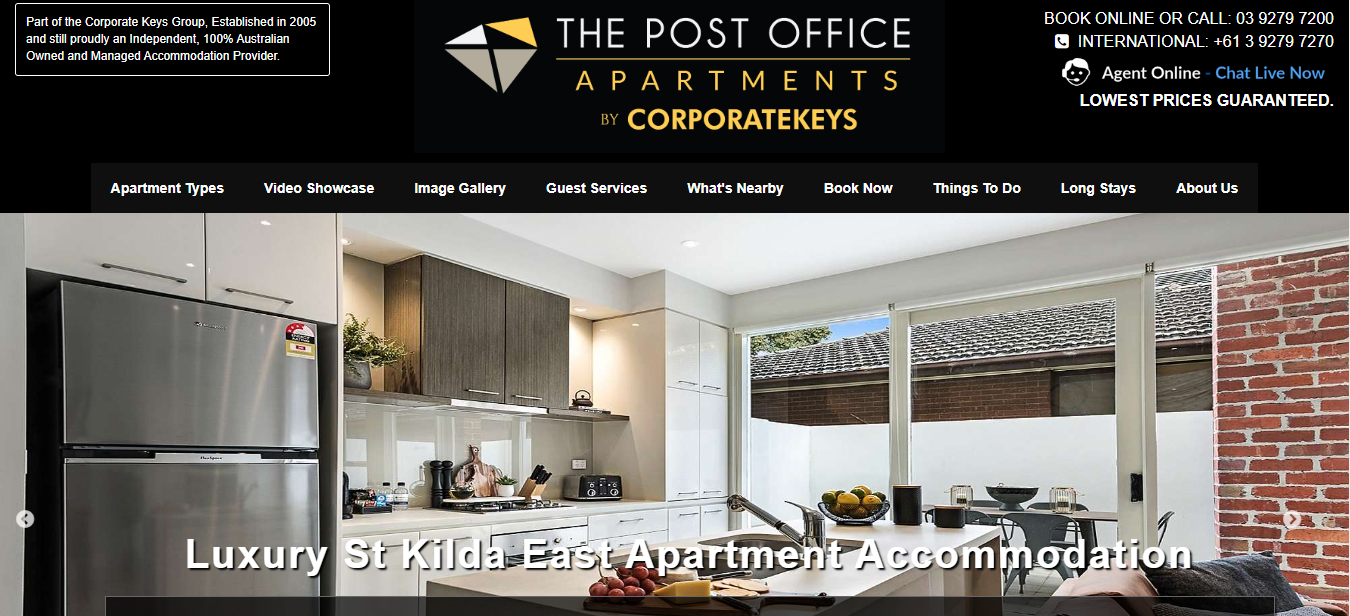 Part of the Corporate Keys Group, Established in 2005
and still proudly an Independent, 100% Australian
Owned and Managed Accommodation Provider.
THE POST OFFICE
APARTMENTS
BY CORPORATEKEYS
BOOK ONLINE OR CALL: 03 9279 7200
INTERNATIONAL: +61 3 9279 7270
Agent Online - Chat Live Now
LOWEST PRICES GUARANTEED.
Apartment Types Video Showcase Image Gallery Guest Services What's Nearby Book Now Things To Do Long Stays About Us
Luxury St Kilda East Apartment Accommodation